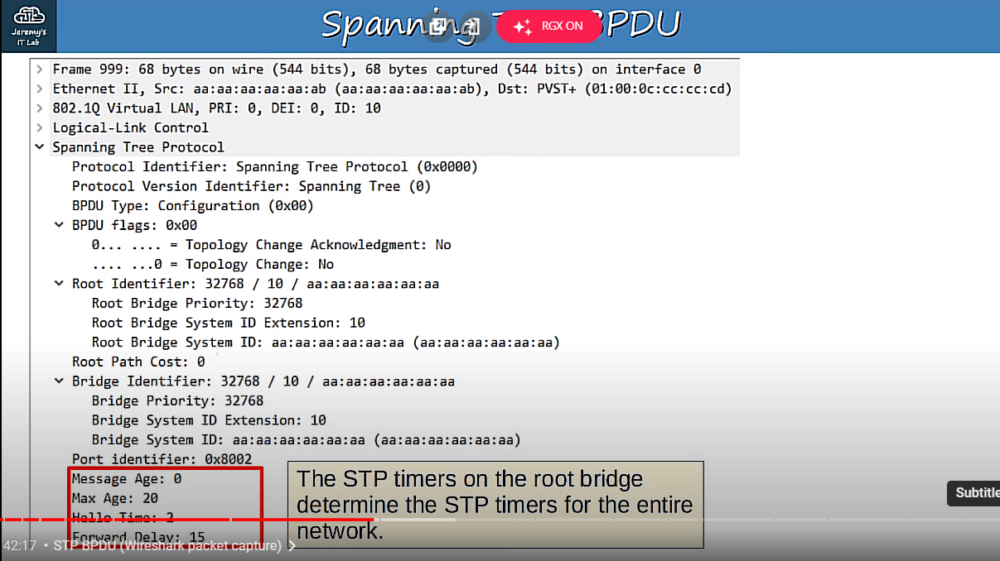 Jeremy's
IT Lab
Spanning BPDU
RGX ON
Frame 999: 68 bytes on wire (544 bits), 68 bytes captured (544 bits) on interface 0
Ethernet II, Src: aa:aa:aa:aa:aa:ab (aa:aa:aa:aa:aa:ab), Dst: PVST+ (01:00:0c:cc:cc:cd)
802.1Q Virtual LAN, PRI: 0, DEI: 0, ID: 10
Logical-Link Control
Spanning Tree Protocol
Protocol Identifier: Spanning Tree Protocol (0x0000)
Protocol Version Identifier: Spanning Tree (0)
BPDU Type: Configuration (0x00)
BPDU flags: 0x00
0... .... = Topology Change Acknowledgment: No
.... ...0 = Topology Change: No
Root Identifier: 32768 / 10 / aa:aa:aa:aa:aa:aa
Root Bridge Priority: 32768
Root Bridge System ID Extension: 10
Root Bridge System ID: aa:aa:aa:aa:aa:aa (aa:aa:aa:aa:aa:aa)
Root Path Cost: 0
Bridge Identifier: 32768 / 10 / aa:aa:aa:aa:aa:aa
Bridge Priority: 32768
Bridge System ID Extension: 10
Bridge System ID: aa:aa:aa:aa:aa:aa (aa:aa:aa:aa:aa:aa)
Port identifier: 0x8002
Message Age: 0
Max Age: 20
Hello Time: 2
Forward Delay: 15
The STP timers on the root bridge
determine the STP timers for the entire
network.
Subtitle
42:17 • STP BPDU (Wireshark packet capture)